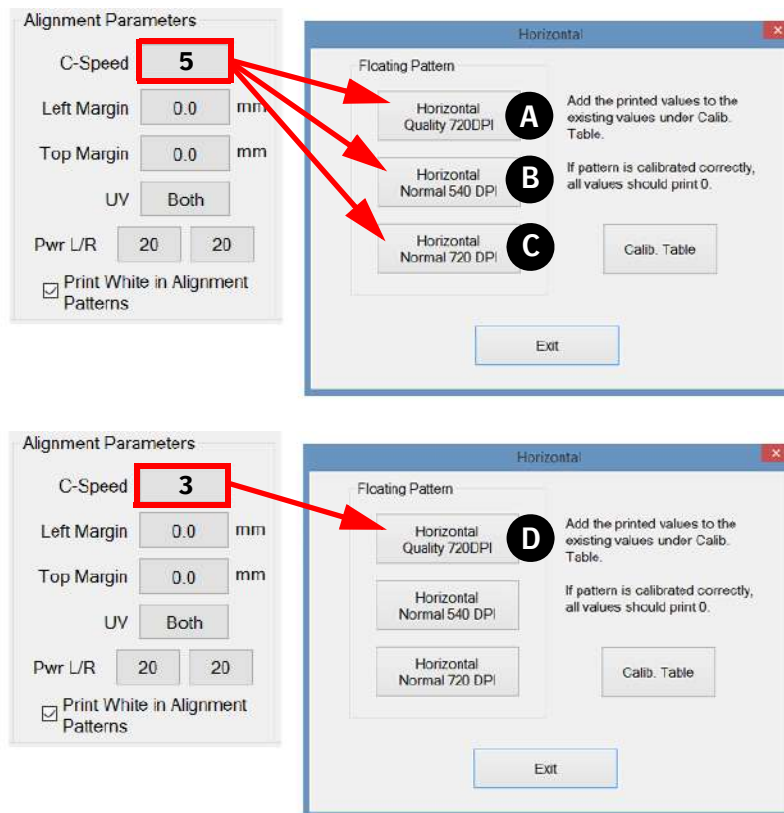 Alignment Parameters
C-Speed 5
Left Margin 0.0 mm
Top Margin 0.0 mm
UV Both
Pwr L/R 20 20
Print White in Alignment
Patterns
Horizontal
×
Floating Pattern
Horizontal
Quality 720DPI
A
Horizontal
Normal 540 DPI
B
Horizontal
Normal 720 DPI
C
Add the printed values to the
existing values under Calib.
Table.
If pattern is calibrated correctly,
all values should print 0.
Calib. Table
Exit
Alignment Parameters
C-Speed 3
Left Margin 0.0 mm
Top Margin 0.0 mm
UV Both
Pwr L/R 20 20
Print White in Alignment
Patterns
Horizontal
×
Floating Pattern
Horizontal
Quality 720DPI
D
Horizontal
Normal 540 DPI
Horizontal
Normal 720 DPI
Add the printed values to the
existing values under Calib.
Table.
If pattern is calibrated correctly,
all values should print 0.
Calib. Table
Exit